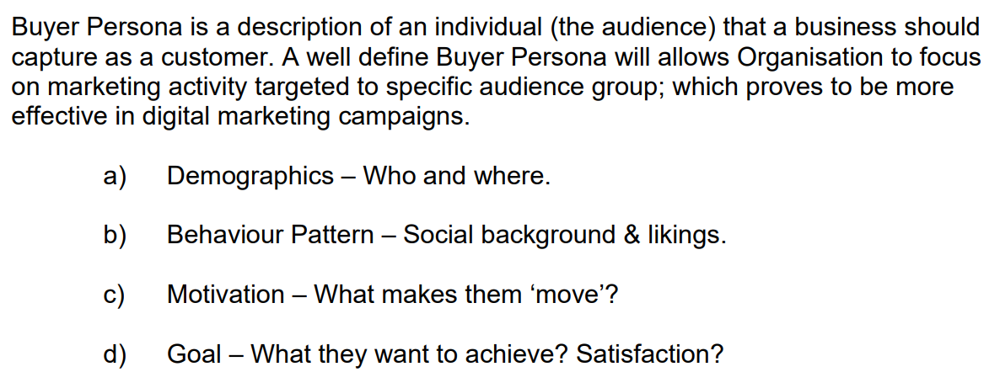 Buyer Persona is a description of an individual (the audience) that a business should
capture as a customer. A well define Buyer Persona will allows Organisation to focus
on marketing activity targeted to specific audience group; which proves to be more
effective in digital marketing campaigns.
a) Demographics – Who and where.
b) Behaviour Pattern – Social background & likings.
c) Motivation – What makes them ‘move’?
d) Goal – What they want to achieve? Satisfaction?